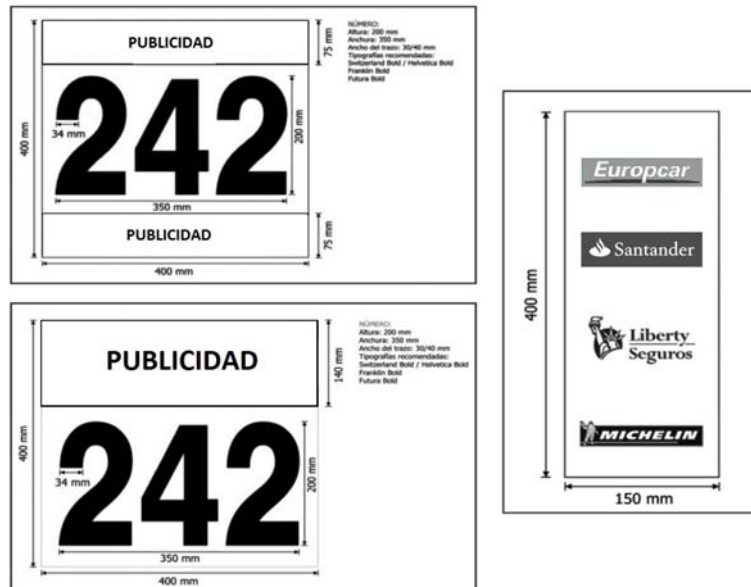 PUBLICIDAD
75 mm
NÚMERO:
Altura: 200 mm
Anchura: 350 mm
Ancho del trazo: 30/40 mm
Tipografías recomendadas:
Switzerland Bold / Helvetica Bold
Franklin Bold
Futura Bold
400 mm
242
34 mm
200 mm
350 mm
PUBLICIDAD
75 mm
400 mm
PUBLICIDAD
140 mm
NÚMERO:
Altura: 200 mm
Anchura: 350 mm
Ancho del trazo: 30/40 mm
Tipografías recomendadas:
Switzerland Bold / Helvetica Bold
Franklin Bold
Futura Bold
400 mm
242
34 mm
200 mm
350 mm
400 mm
Europcar
Santander
400 mm
Liberty
Seguros
MICHELIN
150 mm